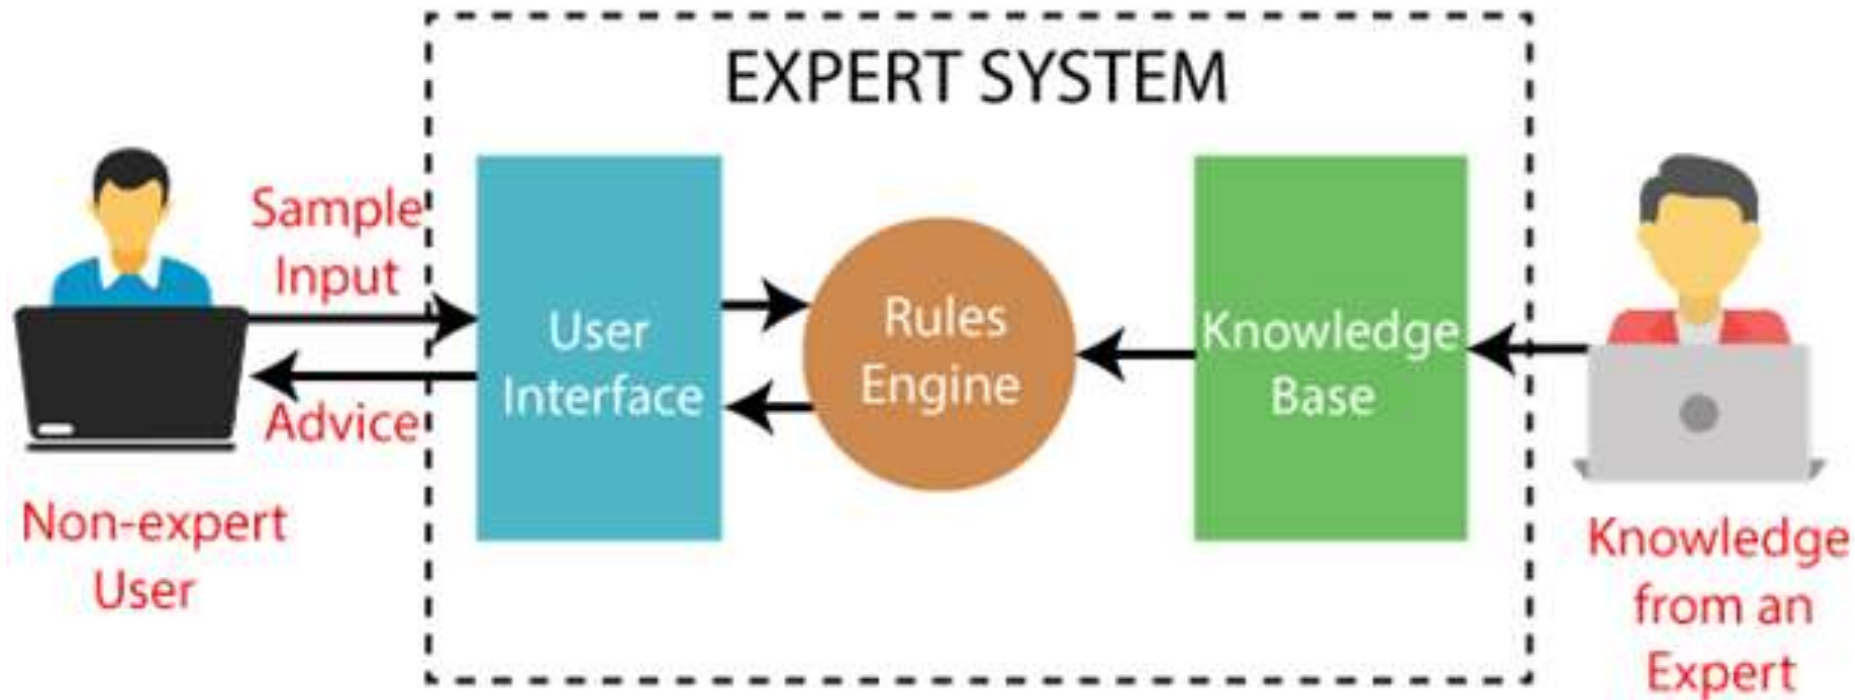 EXPERT SYSTEM
Sample
Input
Advice
Non-expert
User
User
Interface
Rules
Engine
Knowledge
Base
Knowledge
from an
Expert